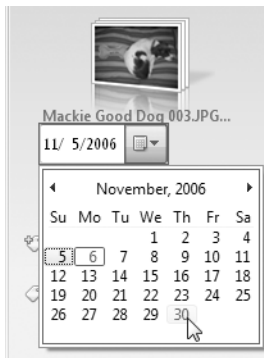 Mackie Good Dog 003.JPG...
11/ 5/2006
November, 2006
Su Mo Tu We Th Fr Sa
1 2 3 4
5 6 7 8 9 10 11
12 13 14 15 16 17 18
19 20 21 22 23 24 25
26 27 28 29 30